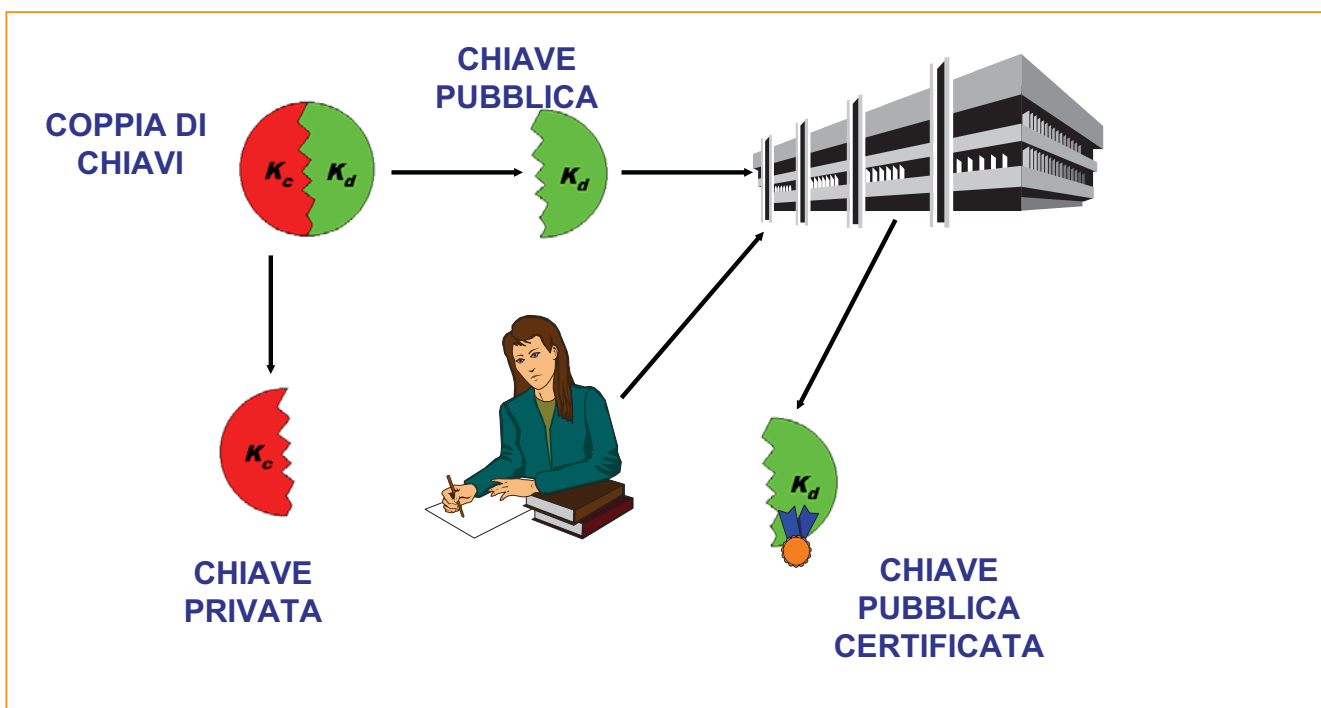 COPPIA DI
CHIAVI
Kc
Kd
CHIAVE
PUBBLICA
Kd
Kc
CHIAVE
PRIVATA
Kd
CHIAVE
PUBBLICA
CERTIFICATA